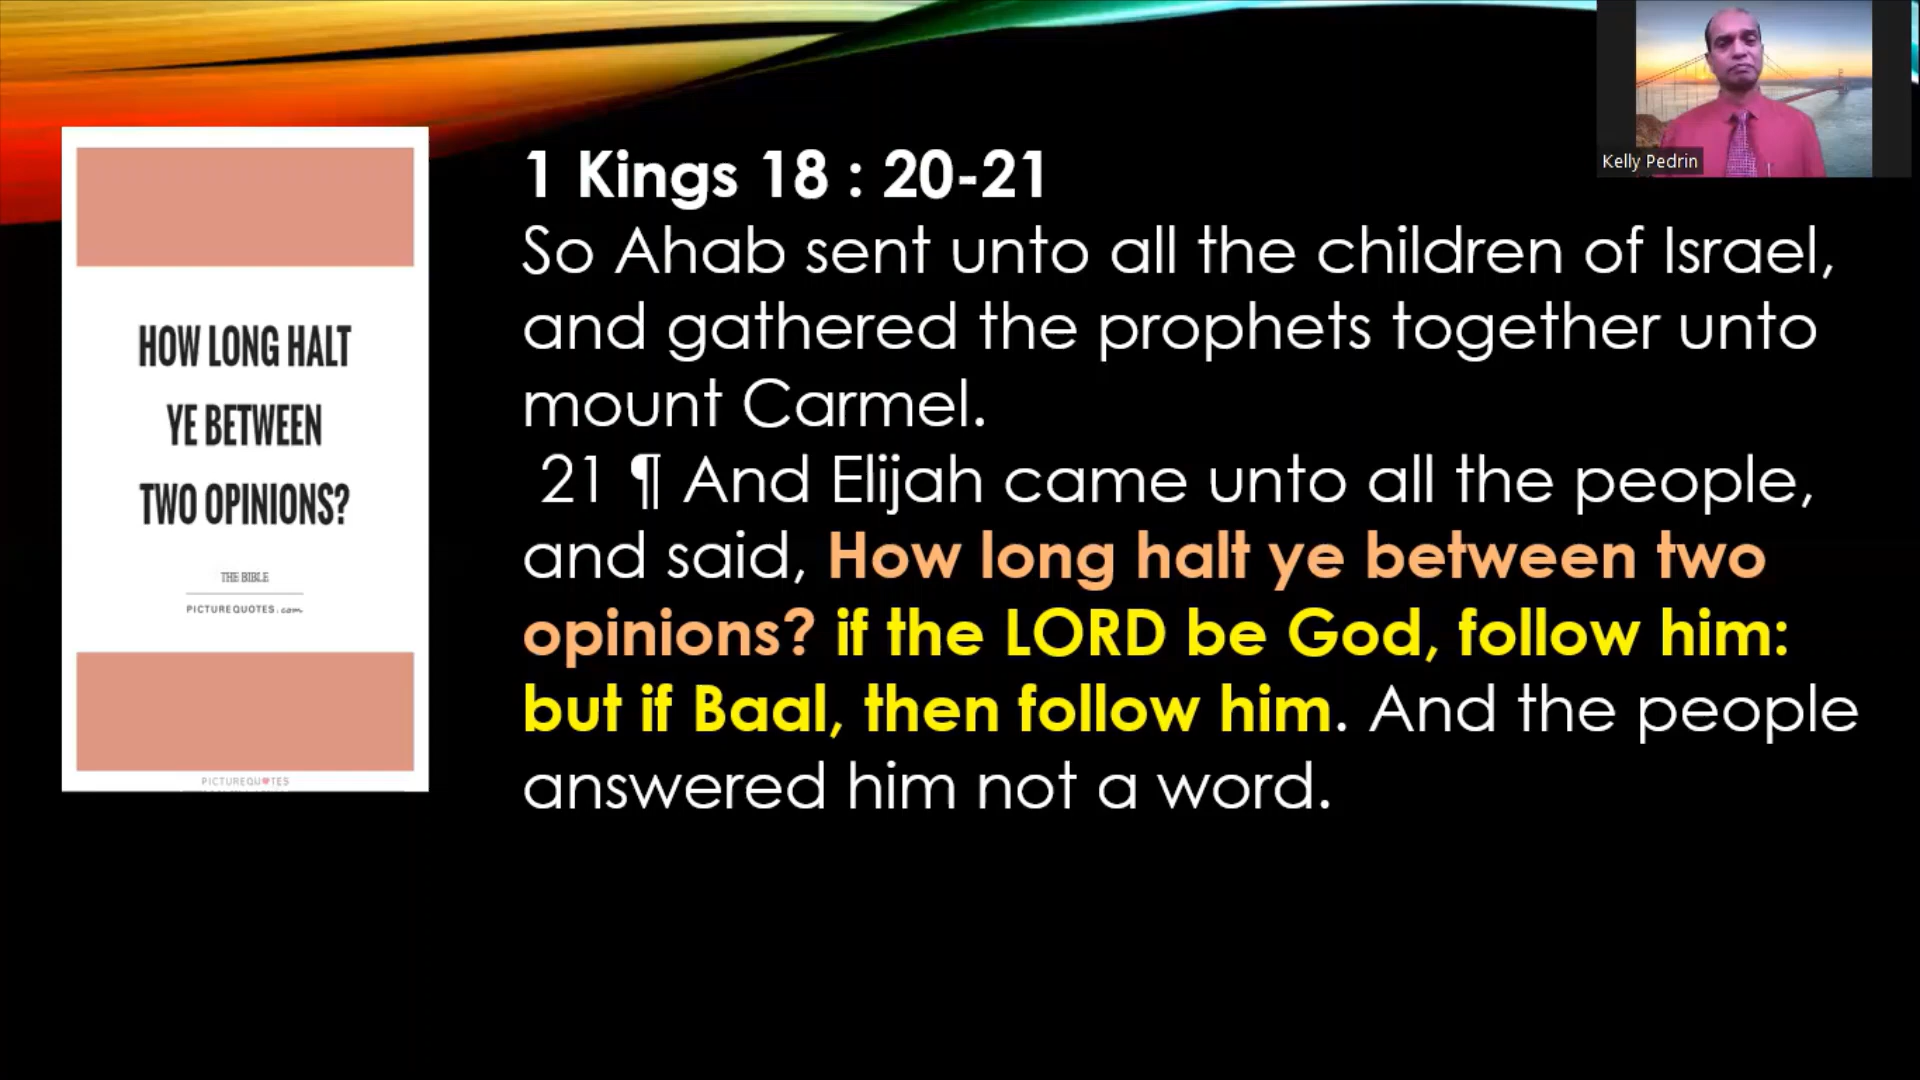 HOW LONG HALT
YE BETWEEN
TWO OPINIONS?
THE BIBLE
PICTUREQUOTES.com
PICTUREQU♥TES
1 Kings 18 : 20-21
So Ahab sent unto all the children of Israel,
and gathered the prophets together unto
mount Carmel.
21 ¶ And Elijah came unto all the people,
and said, How long halt ye between two
opinions? if the LORD be God, follow him:
but if Baal, then follow him. And the people
answered him not a word.
Kelly Pedrin